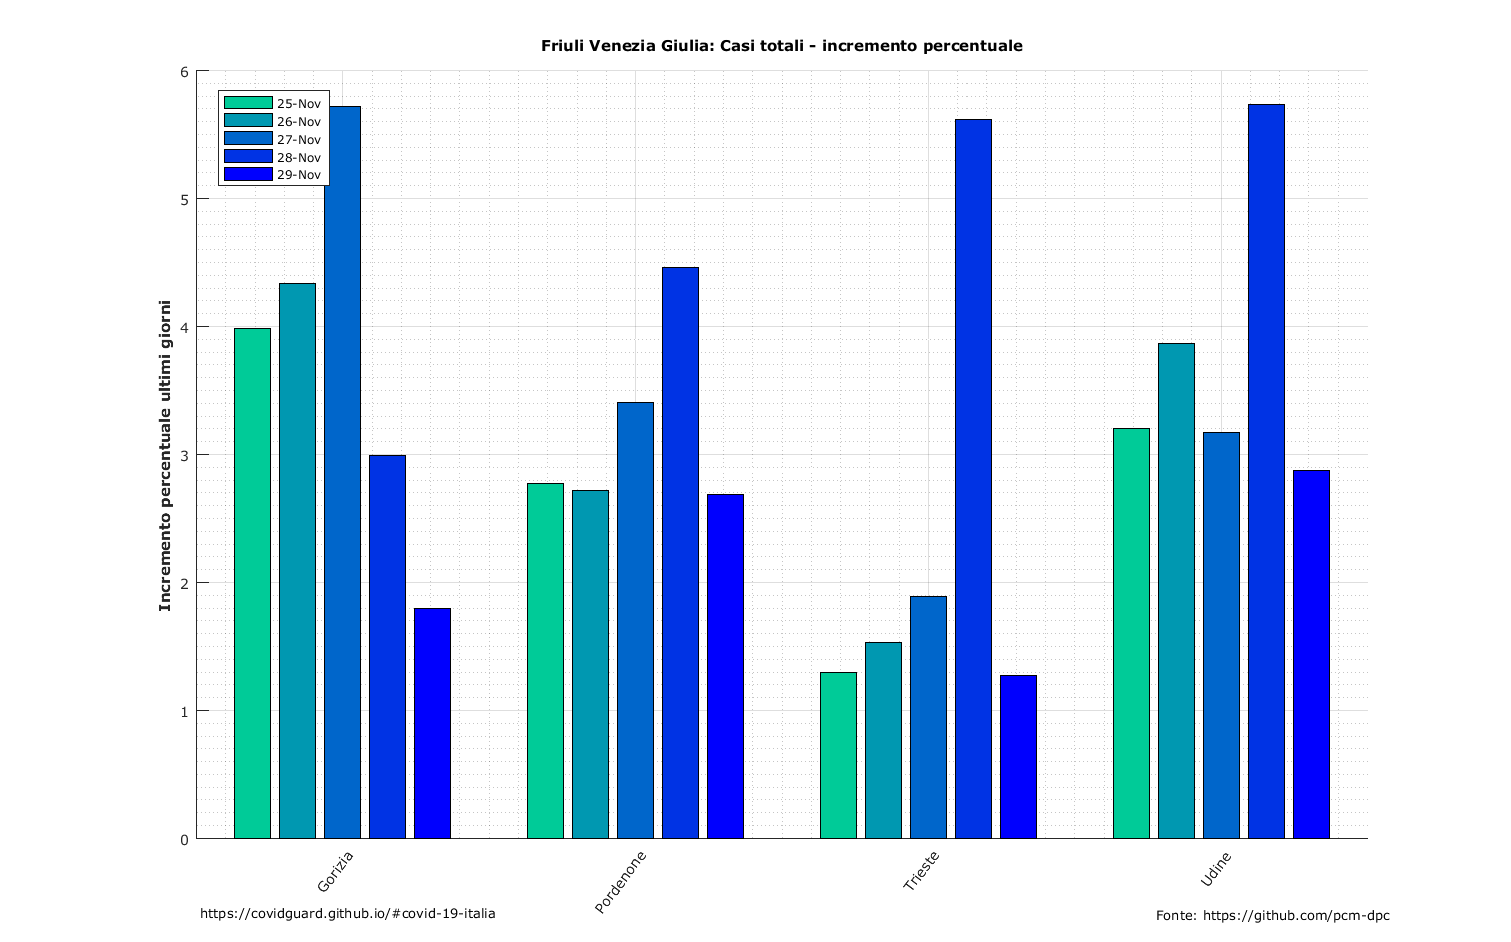 Friuli Venezia Giulia: Casi totali - incremento percentuale
Incremento percentuale ultimi giorni
6
5
4
3
2
1
0
25-Nov
26-Nov
27-Nov
28-Nov
29-Nov
Gorizia
Pordenone
Trieste
Udine
https://covidguard.github.io/#covid-19-italia
Fonte: https://github.com/pcm-dpc